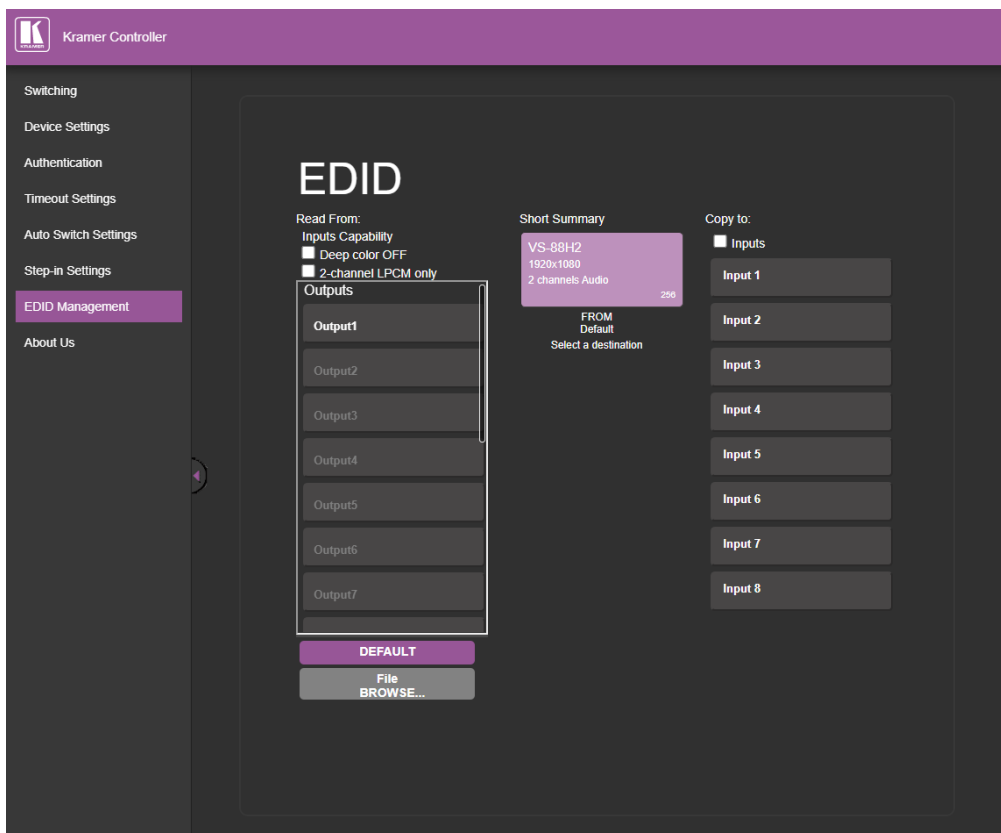 KRAMER
Kramer Controller
Switching
Device Settings
Authentication
Timeout Settings
Auto Switch Settings
Step-in Settings
EDID Management
About Us
EDID
Read From:
Inputs Capability
Deep color OFF
2-channel LPCM only
Outputs
Output1
Output2
Output3
Output4
Output5
Output6
Output7
DEFAULT
File
BROWSE...
Short Summary
VS-88H2
1920x1080
2 channels Audio
256
FROM
Default
Select a destination
Copy to:
Inputs
Input 1
Input 2
Input 3
Input 4
Input 5
Input 6
Input 7
Input 8